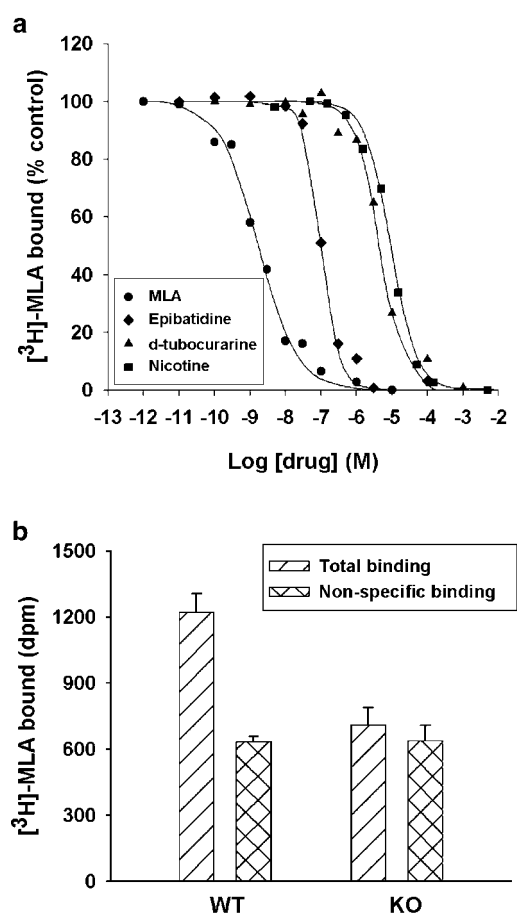 a
[³H]-MLA bound (% control)
120
100
80
60
40
20
0
MLA
Epibatidine
d-tubocurarine
Nicotine
-13 -12 -11 -10 -9 -8 -7 -6 -5 -4 -3 -2
Log [drug] (M)
b
[³H]-MLA bound (dpm)
1500
1200
900
600
300
0
Total binding
Non-specific binding
WT KO